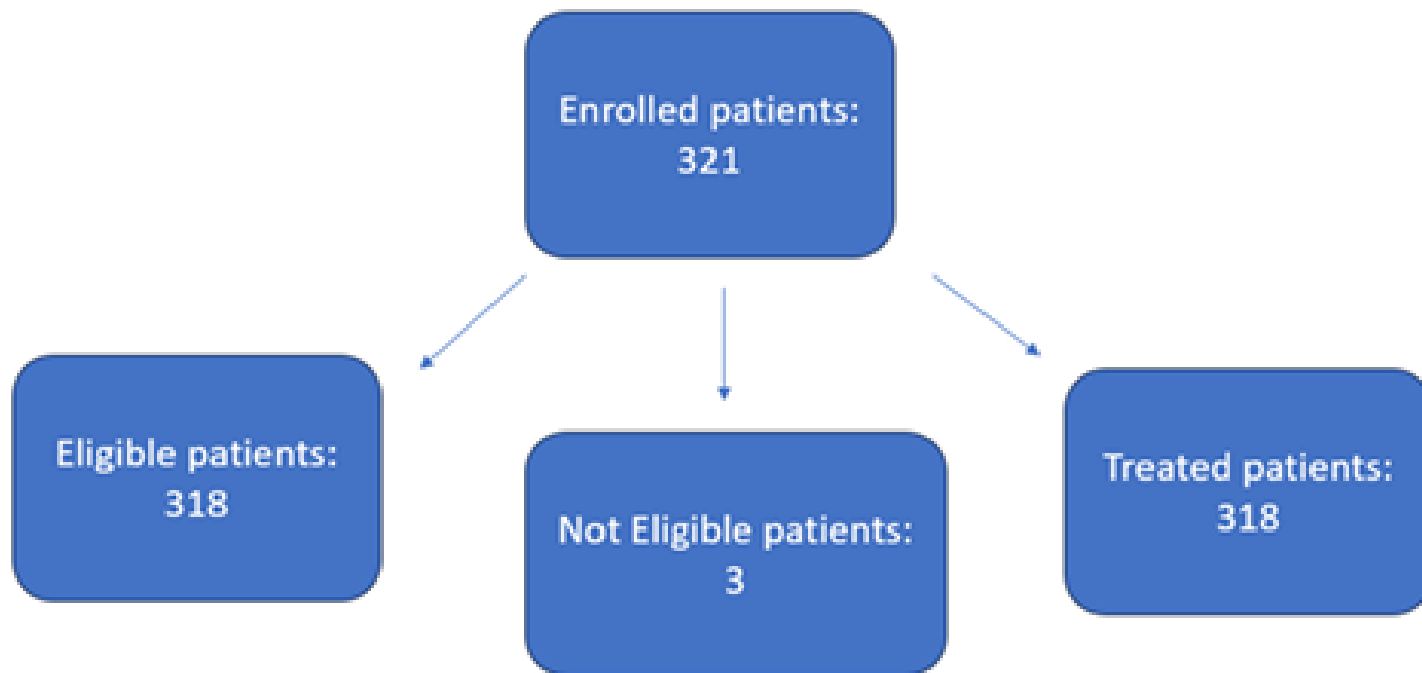 Enrolled patients:
321
Eligible patients:
318
Not Eligible patients:
3
Treated patients:
318